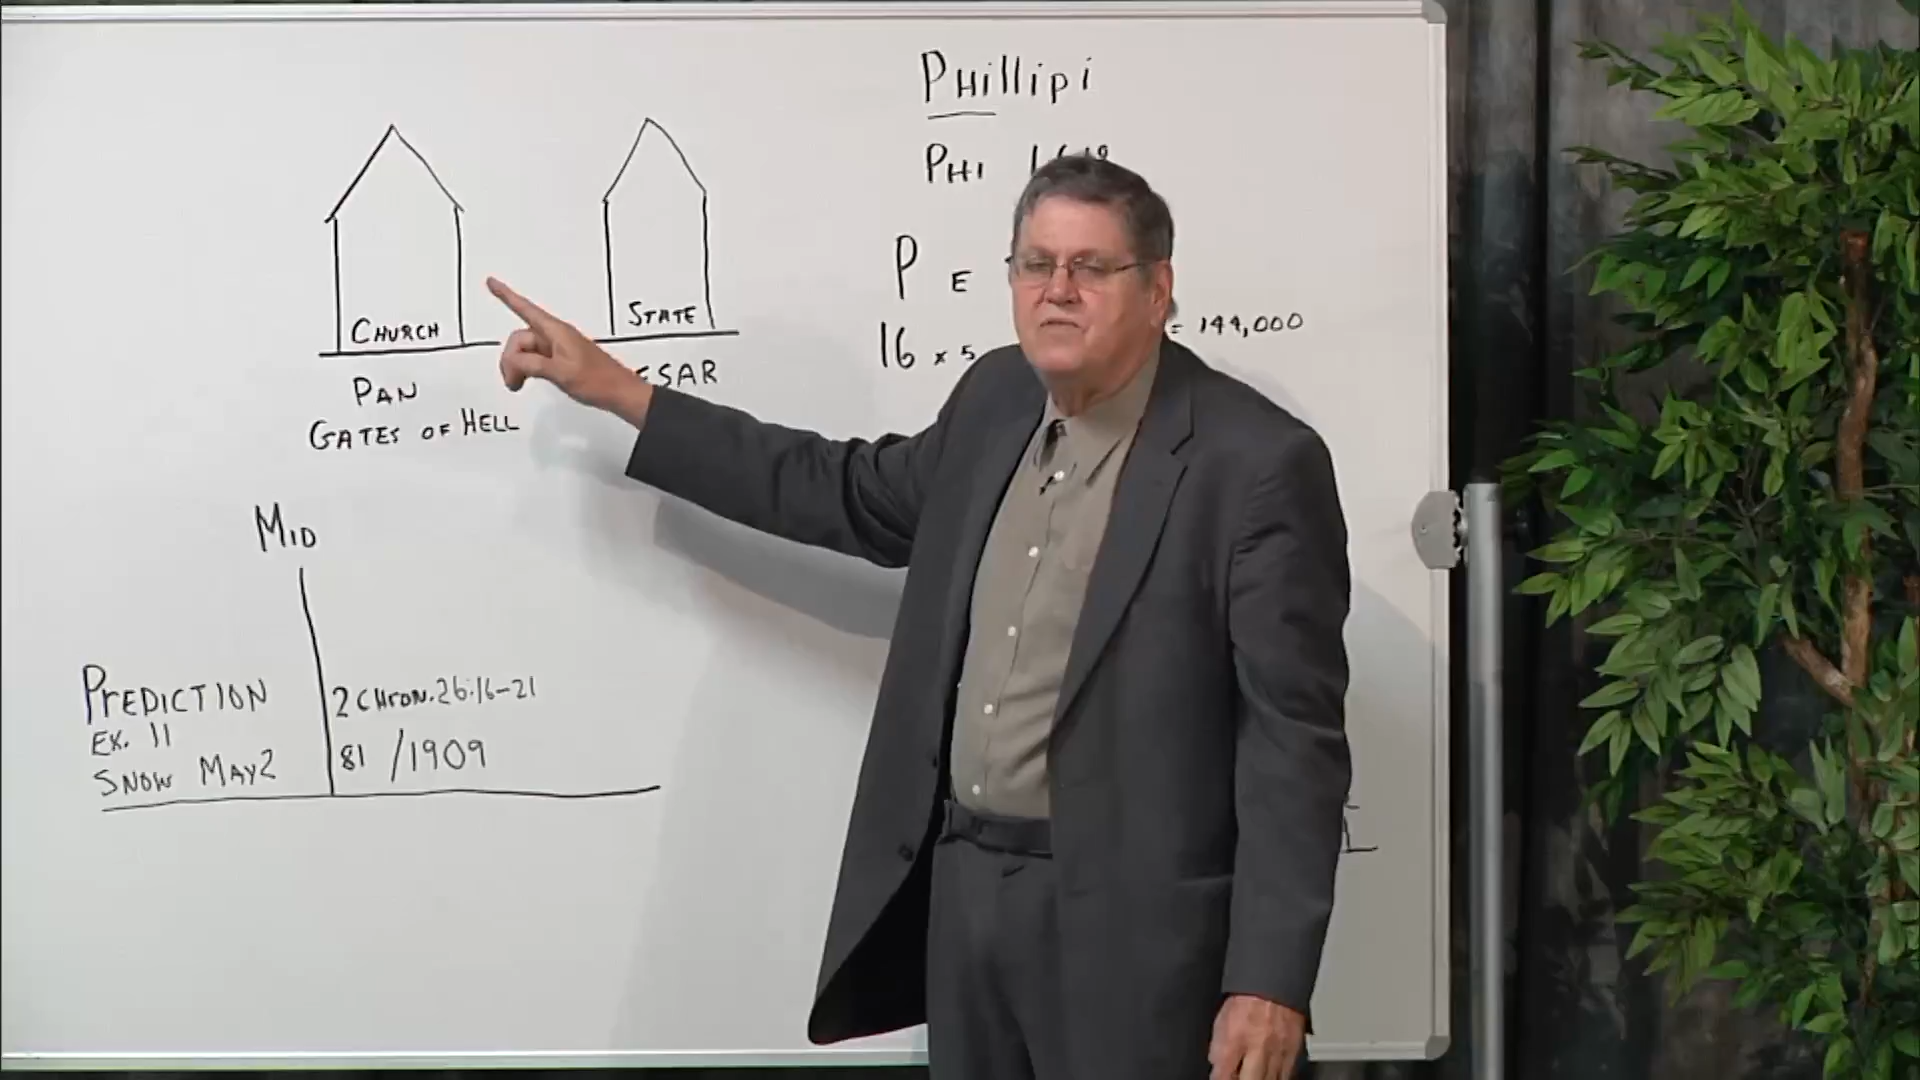 Phillipi
PHI
CHURCH
STATE
PAN
GATES OF HELL
P E
16 x 5 = 144,000
MID
PrEDICTION
2 CHrON. 26:16-21
Ex. 11
SNOW MAY2
81 /1909